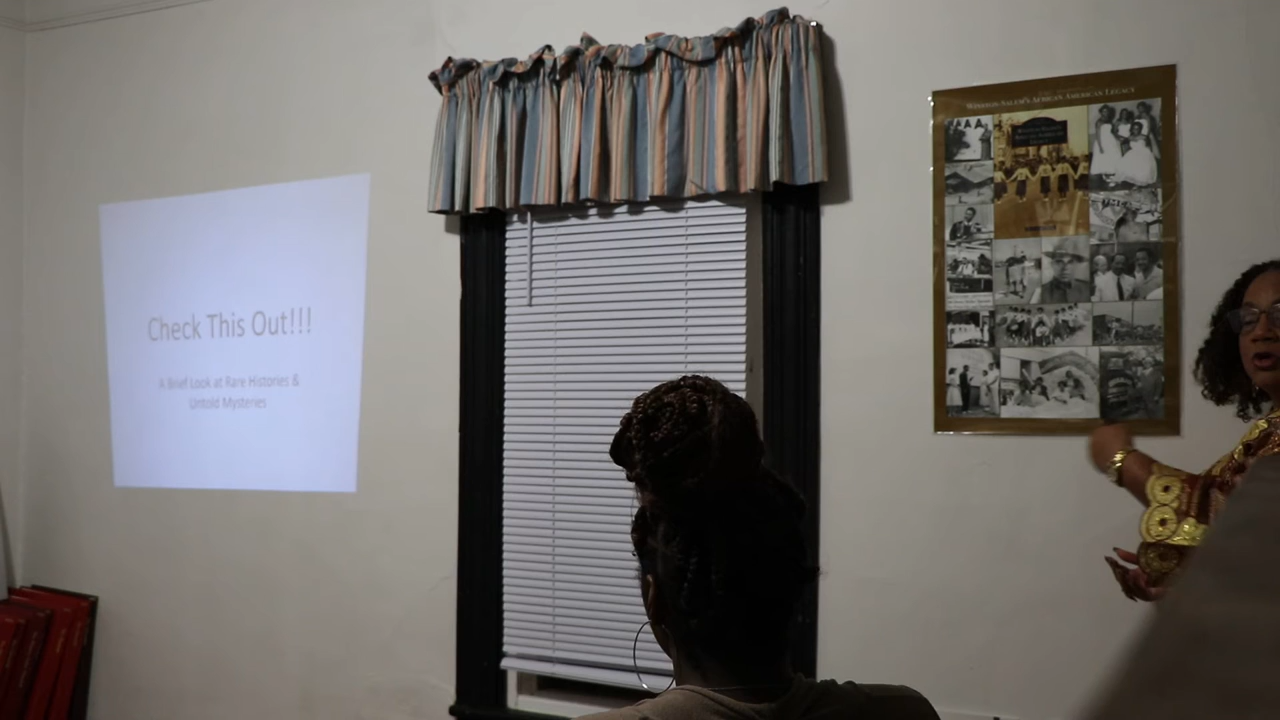 Check This Out!!!
A Brief Look at Rare Histories &
Untold Mysteries
Winston-Salem's African American Legacy